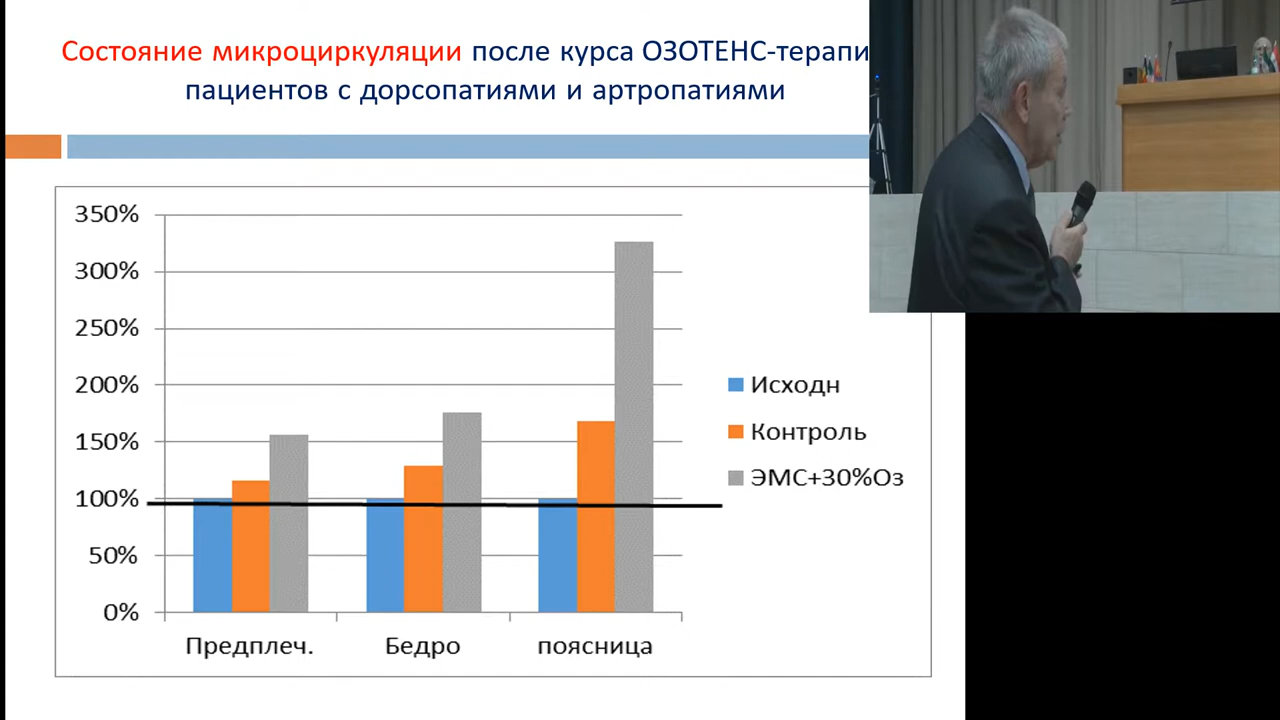 Состояние микроциркуляции после курса ОЗОТЕНС-терапи
пациентов с дорсопатиями и артропатиями
350%
300%
250%
200%
150%
100%
50%
0%
Предплеч.
Бедро
поясница
Исходн
Контроль
ЭМС+30%Оз